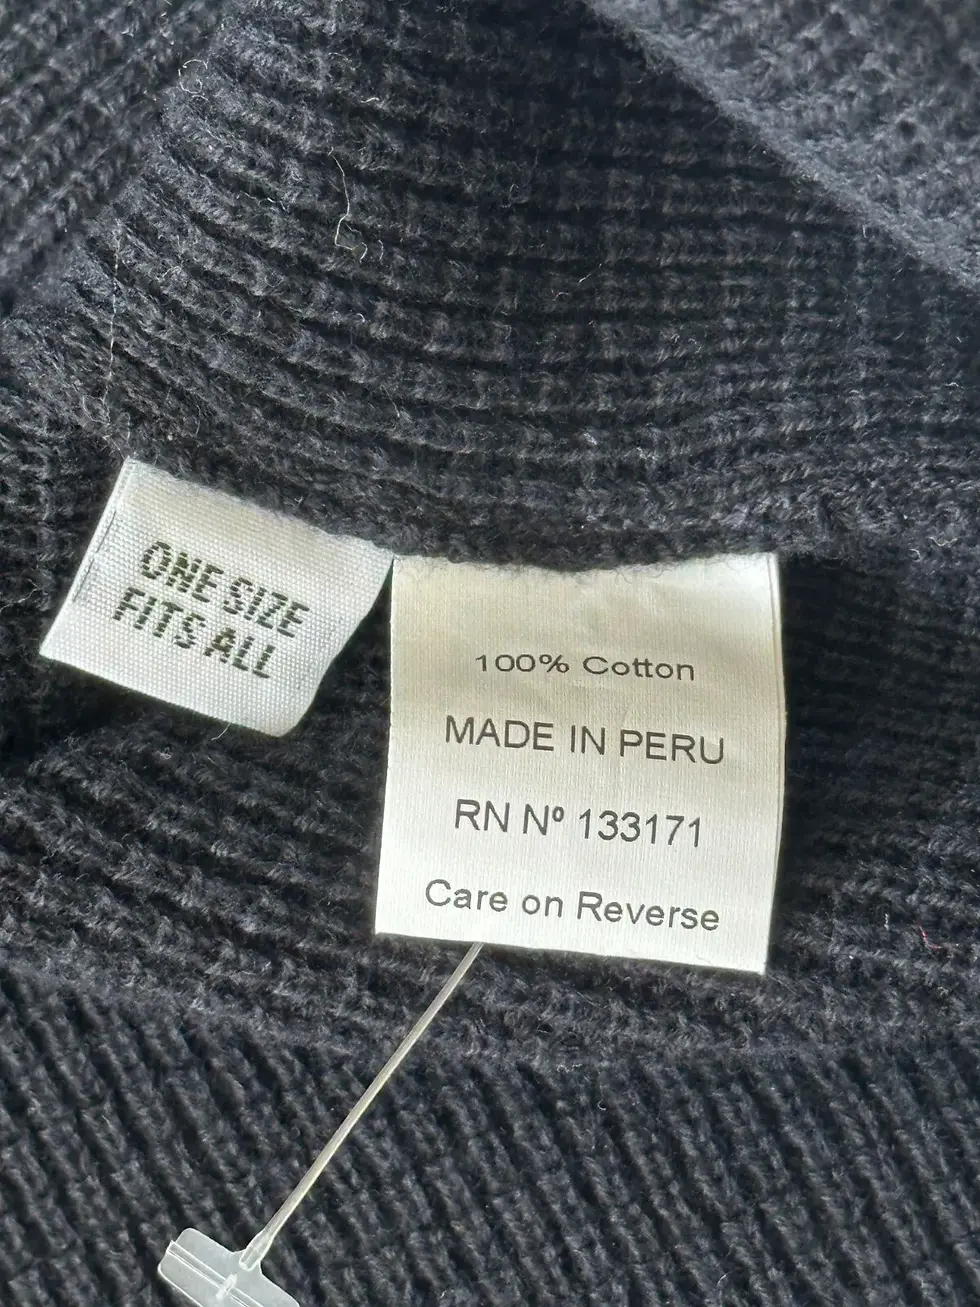 ONE SIZE
FITS ALL
100% Cotton
MADE IN PERU
RN Nº 133171
Care on Reverse